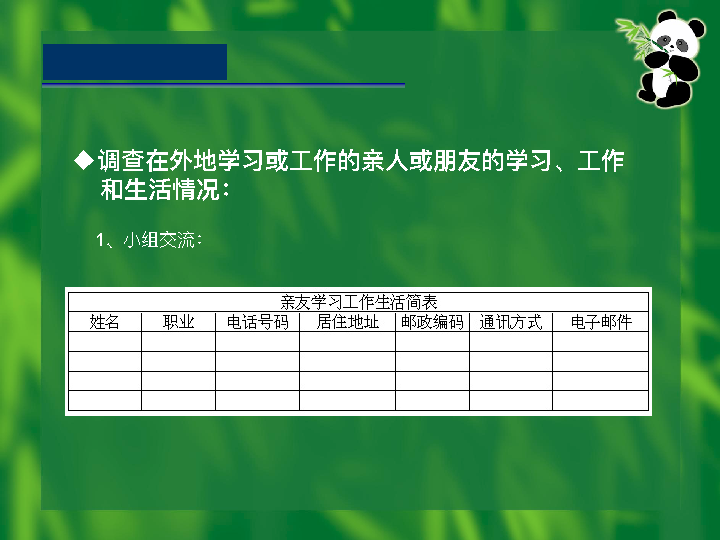 ◆调查在外地学习或工作的亲人或朋友的学习、工作
和生活情况：
1、小组交流：
亲友学习工作生活简表
姓名 职业 电话号码 居住地址 邮政编码 通讯方式 电子邮件